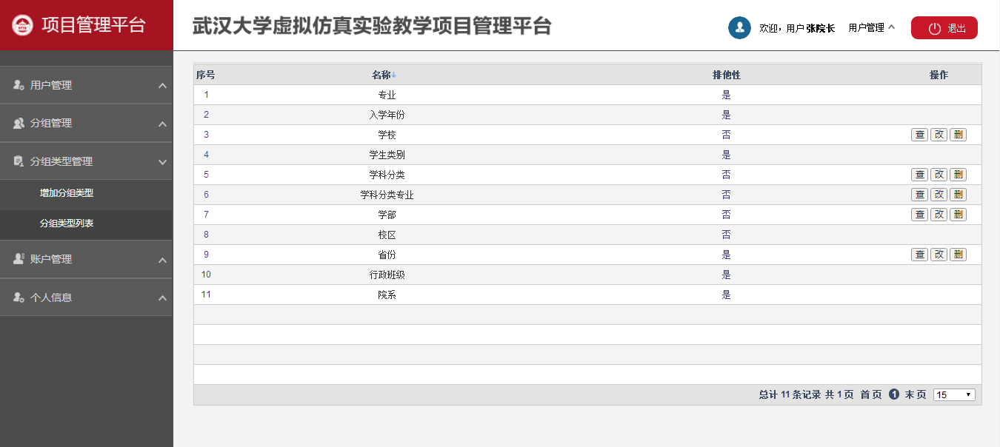 项目管理平台
武汉大学虚拟仿真实验教学项目管理平台
欢迎，用户 张院长 用户管理 退出
用户管理
分组管理
分组类型管理
增加分组类型
分组类型列表
账户管理
个人信息
序号 名称 排他性 操作
1 专业 是
2 入学年份 是
3 学校 否 查 改 删
4 学生类别 是
5 学科分类 否 查 改 删
6 学科分类专业 否 查 改 删
7 学部 否 查 改 删
8 校区 否
9 省份 是 查 改 删
10 行政班级 是
11 院系 是
总计 11 条记录 共 1 页 首 页 1 末 页 15